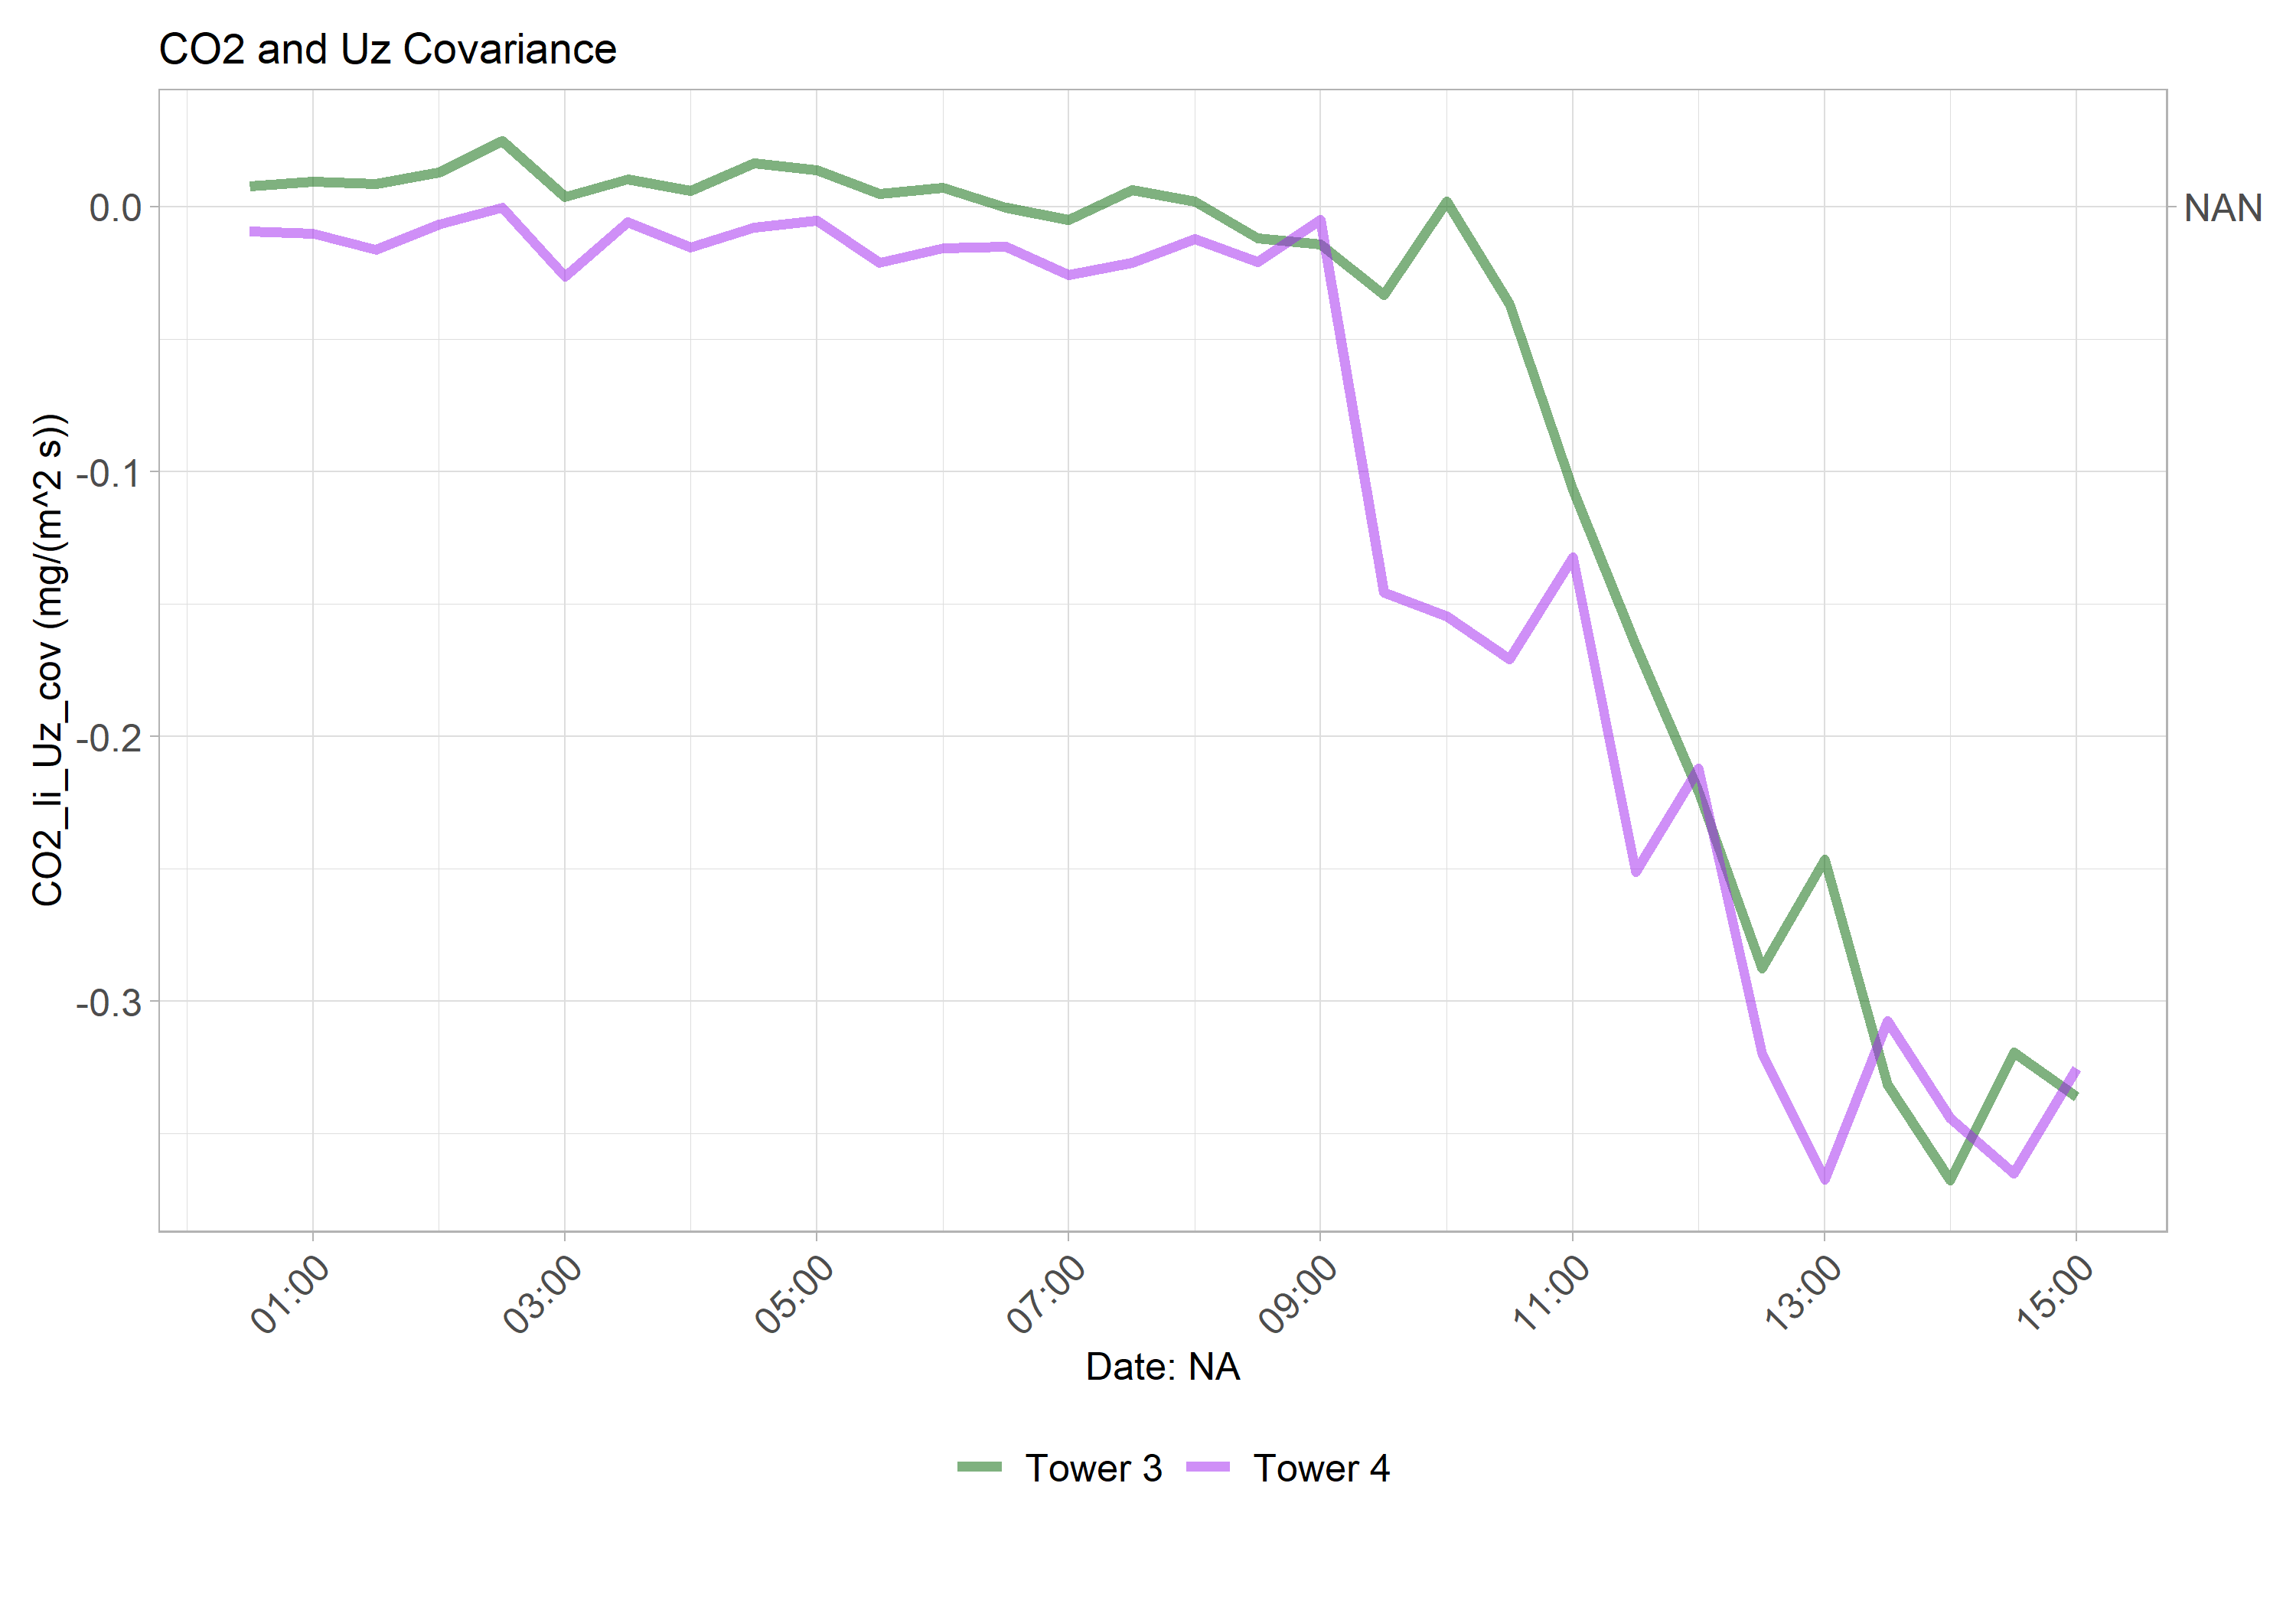 CO2 and Uz Covariance
CO2_li_Uz_cov (mg/(m^2 s))
0.0
-0.1
-0.2
-0.3
NAN
01:00
03:00
05:00
07:00
09:00
11:00
13:00
15:00
Date: NA
Tower 3
Tower 4